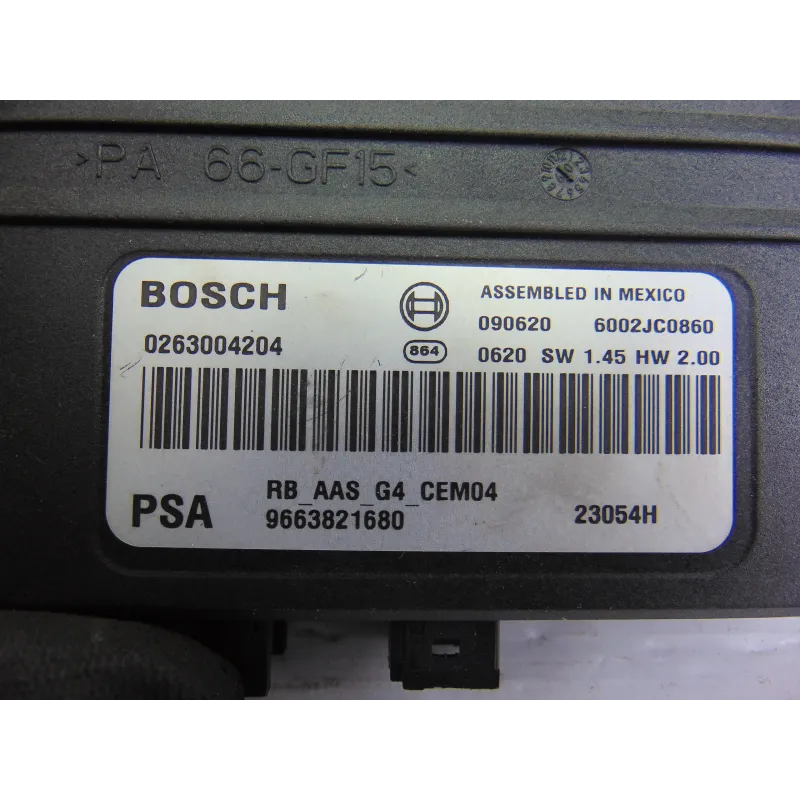 >PA 66-GF15<
BOSCH
ASSEMBLED IN MEXICO
0263004204
090620 6002JC0860
864
0620 SW 1.45 HW 2.00
PSA
RB_AAS_G4_CEM04
9663821680
23054H